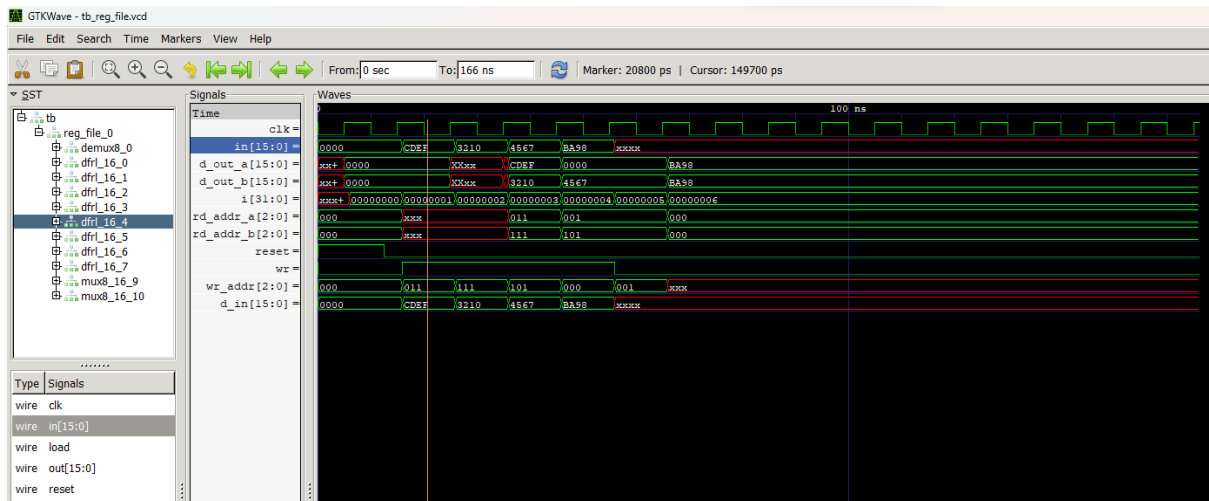 GTKWave - tb_reg_file.vcd
File Edit Search Time Markers View Help
From: 0 sec To: 166 ns Marker: 20800 ps | Cursor: 149700 ps
SST
tb
reg_file_0
demux8_0
dfrl_16_0
dfrl_16_1
dfrl_16_2
dfrl_16_3
dfrl_16_4
dfrl_16_5
dfrl_16_6
dfrl_16_7
mux8_16_9
mux8_16_10
Type Signals
wire clk
wire in[15:0]
wire load
wire out[15:0]
wire reset
Signals
Time
clk=
in[15:0] =
d_out_a[15:0] =
d_out_b[15:0] =
i[31:0] =
rd_addr_a[2:0] =
rd_addr_b[2:0] =
reset =
wr =
wr_addr[2:0] =
d_in[15:0] =
Waves
100 ns
0000 CDEF 3210 4567 BA98 xxxx
xx+ 0000 XXxx CDEF 0000 BA98
xx+ 0000 XXxx 3210 4567 BA98
xxx+ 00000000 00000001 00000002 00000003 00000004 00000005 00000006
000 xxx 011 001 000
000 xxx 111 101 000
000 011 111 101 000 001 xxx
0000 CDEF 3210 4567 BA98 xxxx